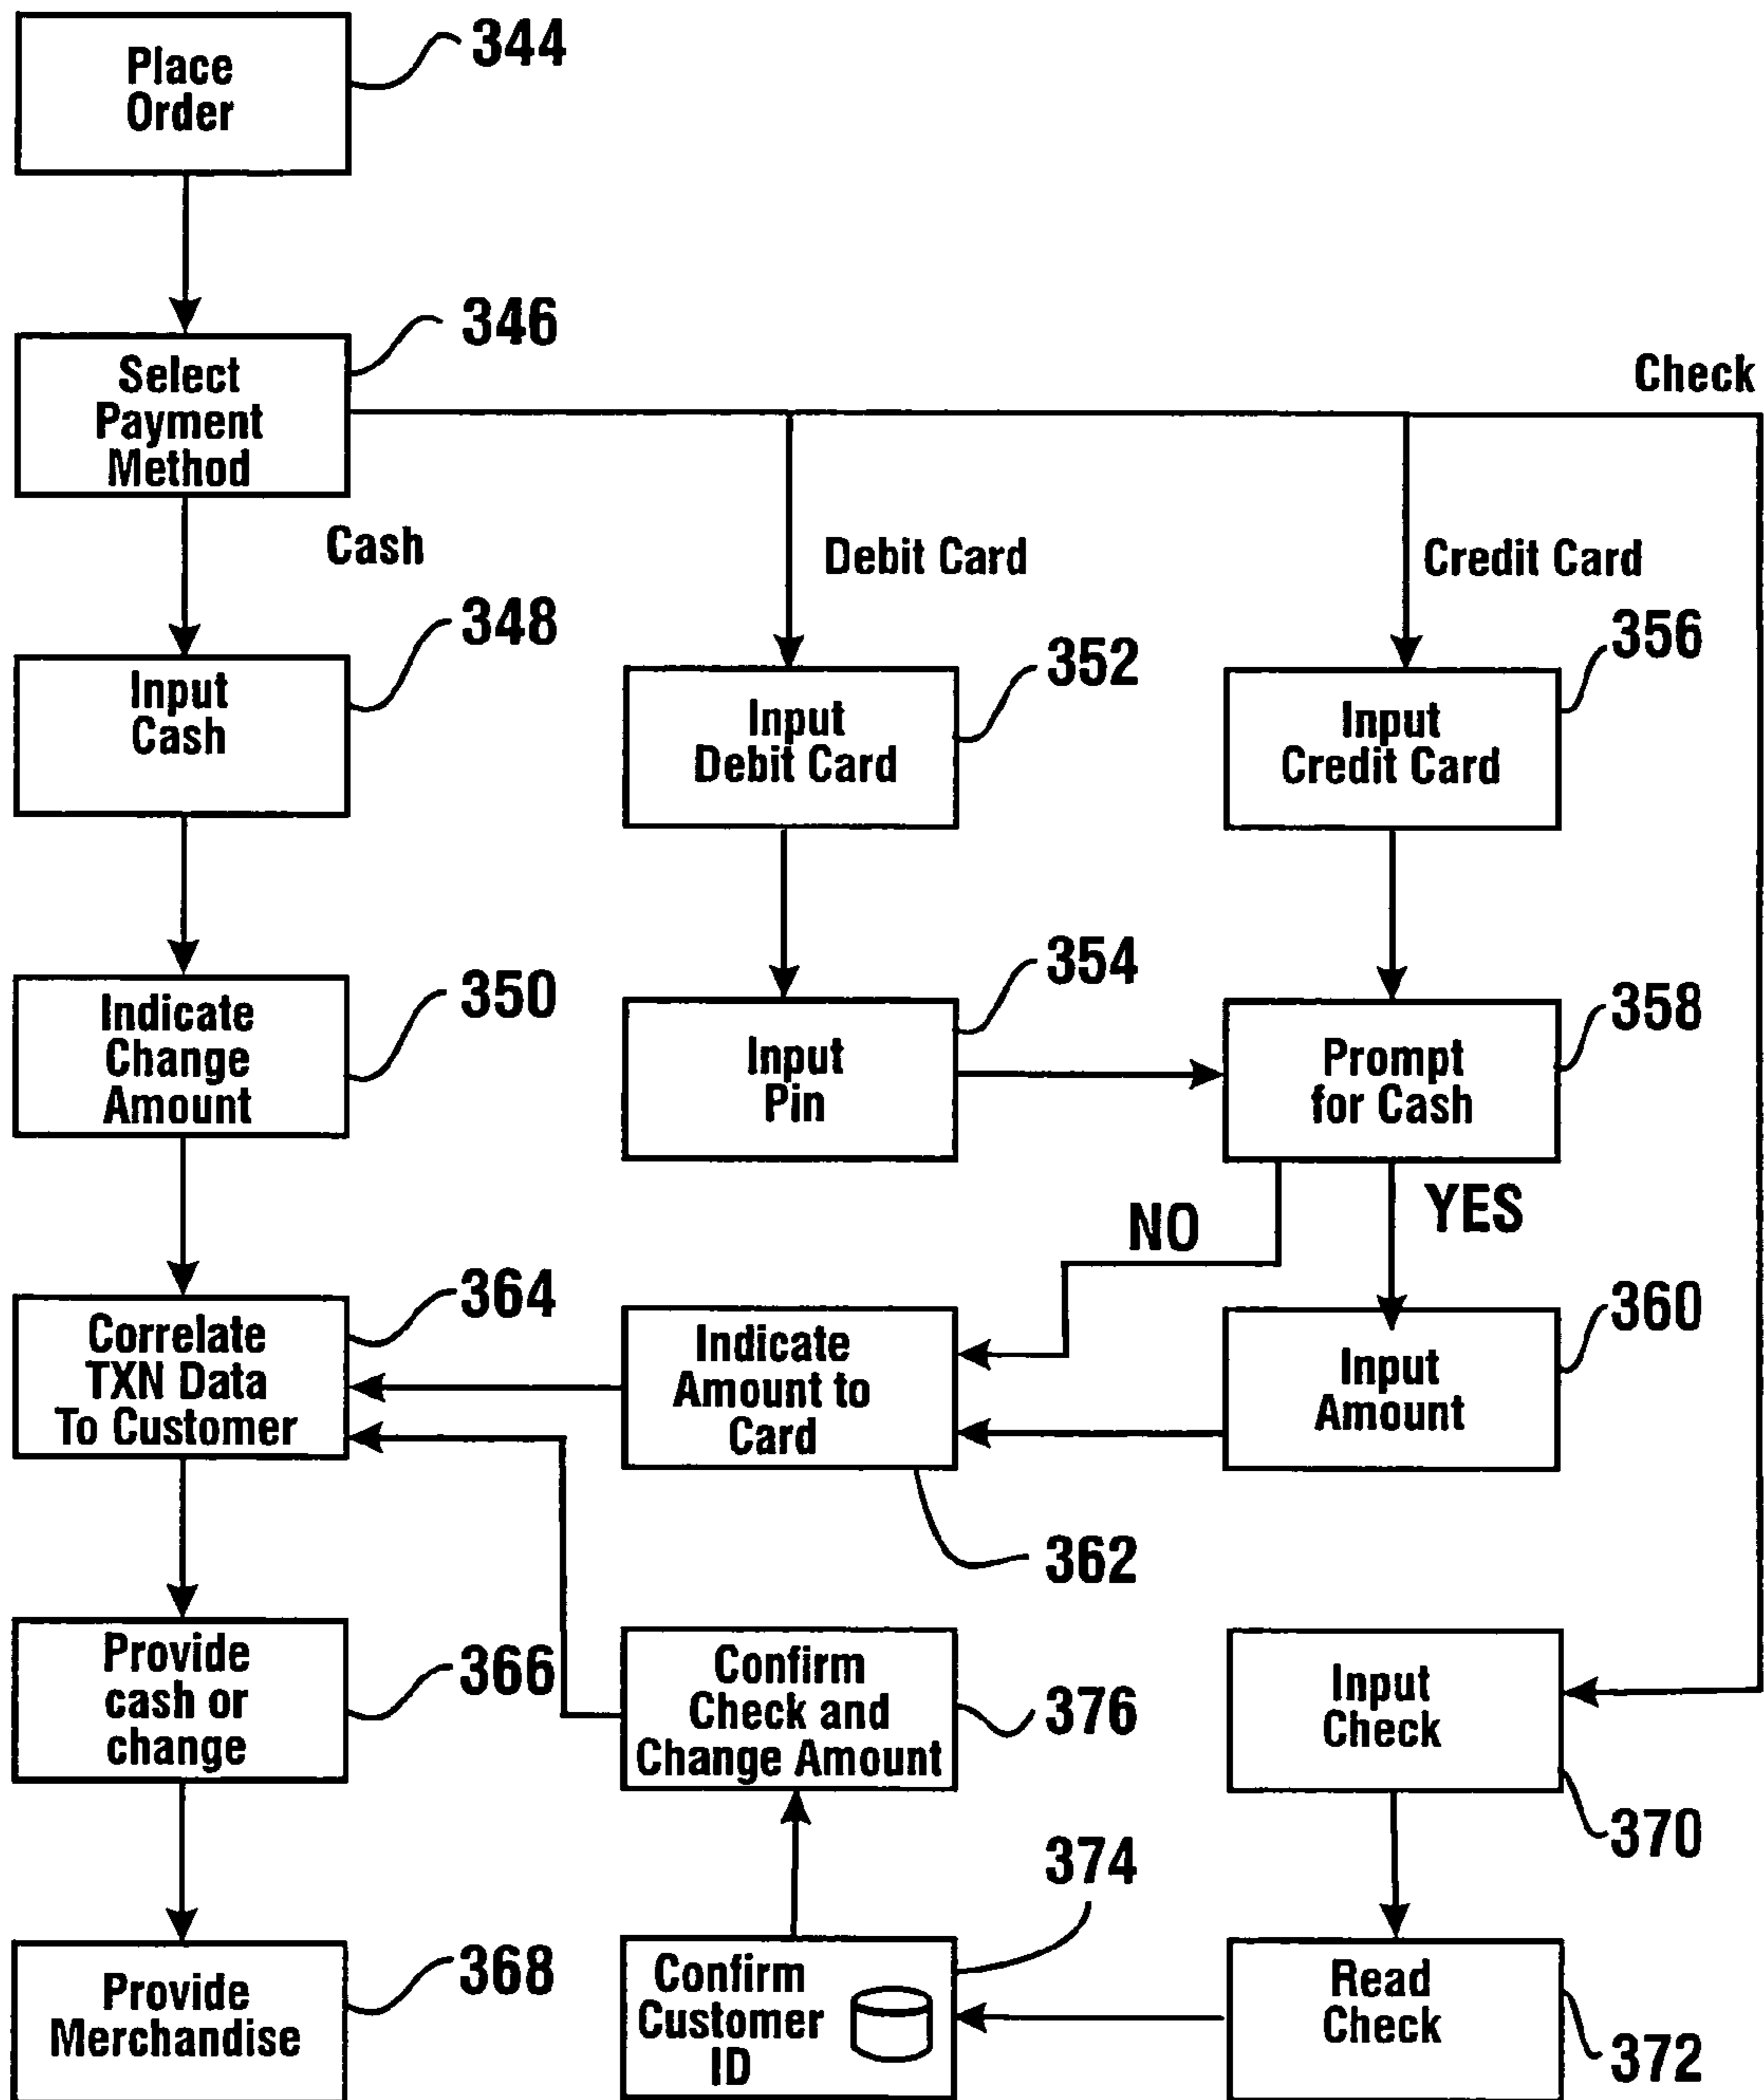 Place
Order
344
Select
Payment
Method
346
Check
Cash
Debit Card
Credit Card
Input
Cash
348
Input
Debit Card
352
Input
Credit Card
356
Indicate
Change
Amount
350
Input
Pin
354
Prompt
for Cash
358
NO
YES
Correlate
TXN Data
To Customer
364
Indicate
Amount to
Card
362
Input
Amount
360
Provide
cash or
change
366
Confirm
Check and
Change Amount
376
Input
Check
370
Provide
Merchandise
368
Confirm
Customer
ID
374
Read
Check
372